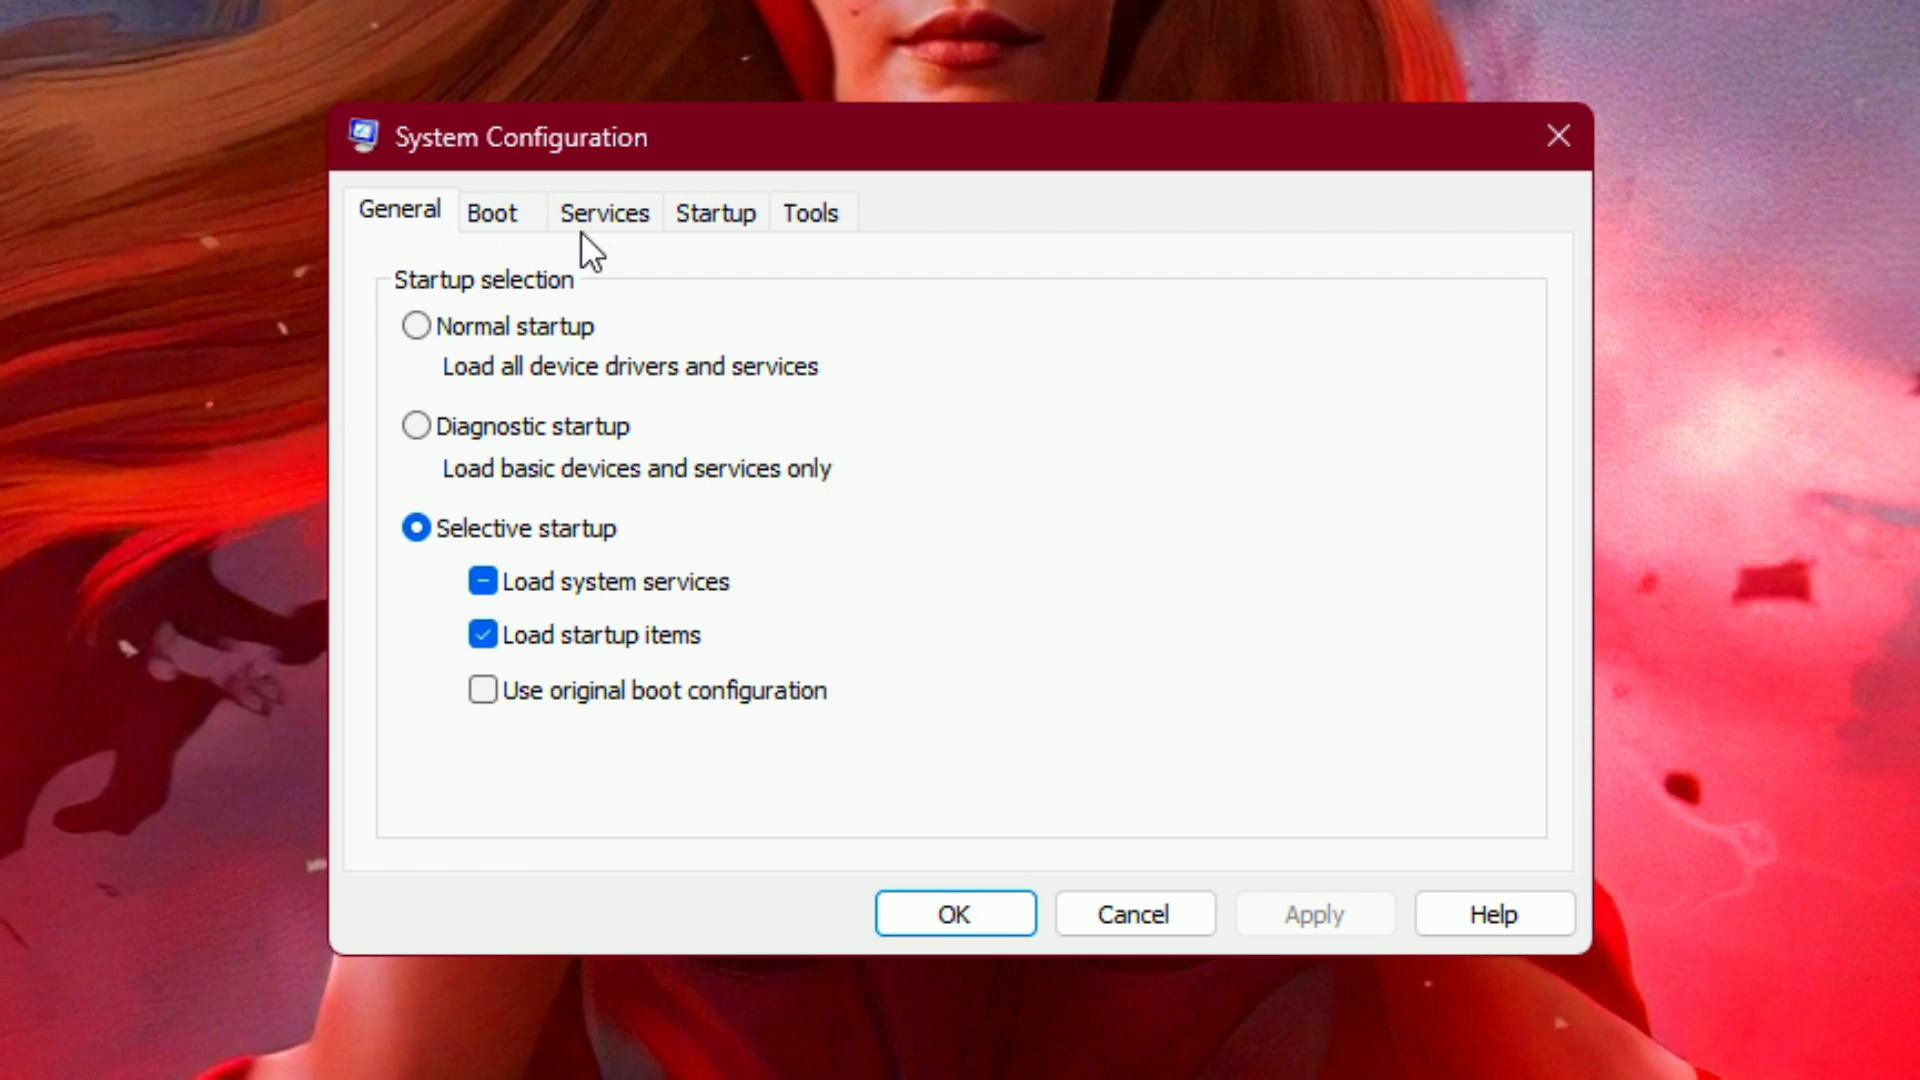 System Configuration
General Boot Services Startup Tools
Startup selection
Normal startup
Load all device drivers and services
Diagnostic startup
Load basic devices and services only
Selective startup
Load system services
Load startup items
Use original boot configuration
OK Cancel Apply Help